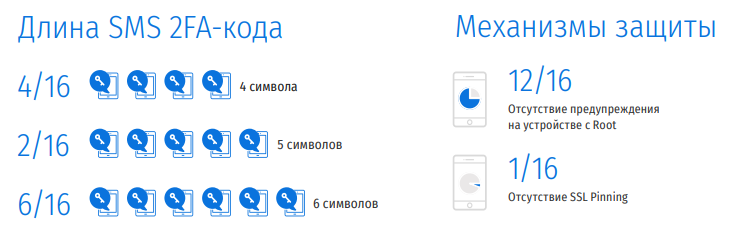 Длина SMS 2FA-кода
4/16
4 символа
2/16
5 символов
6/16
6 символов
Механизмы защиты
12/16
Отсутствие предупреждения
на устройстве с Root
1/16
Отсутствие SSL Pinning